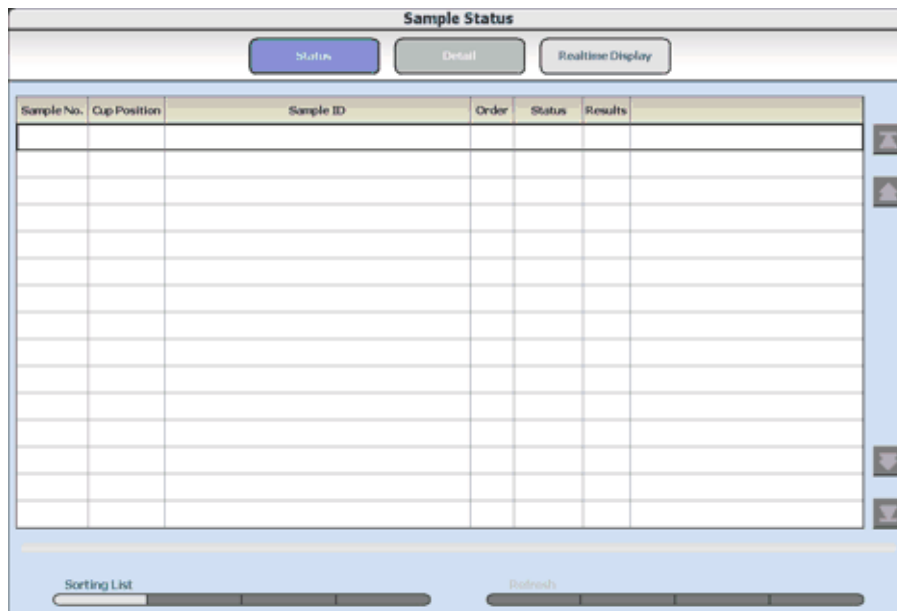 Sample Status
Status Detail Realtime Display
Sample No. Cup Position Sample ID Order Status Results
Sorting List Refresh